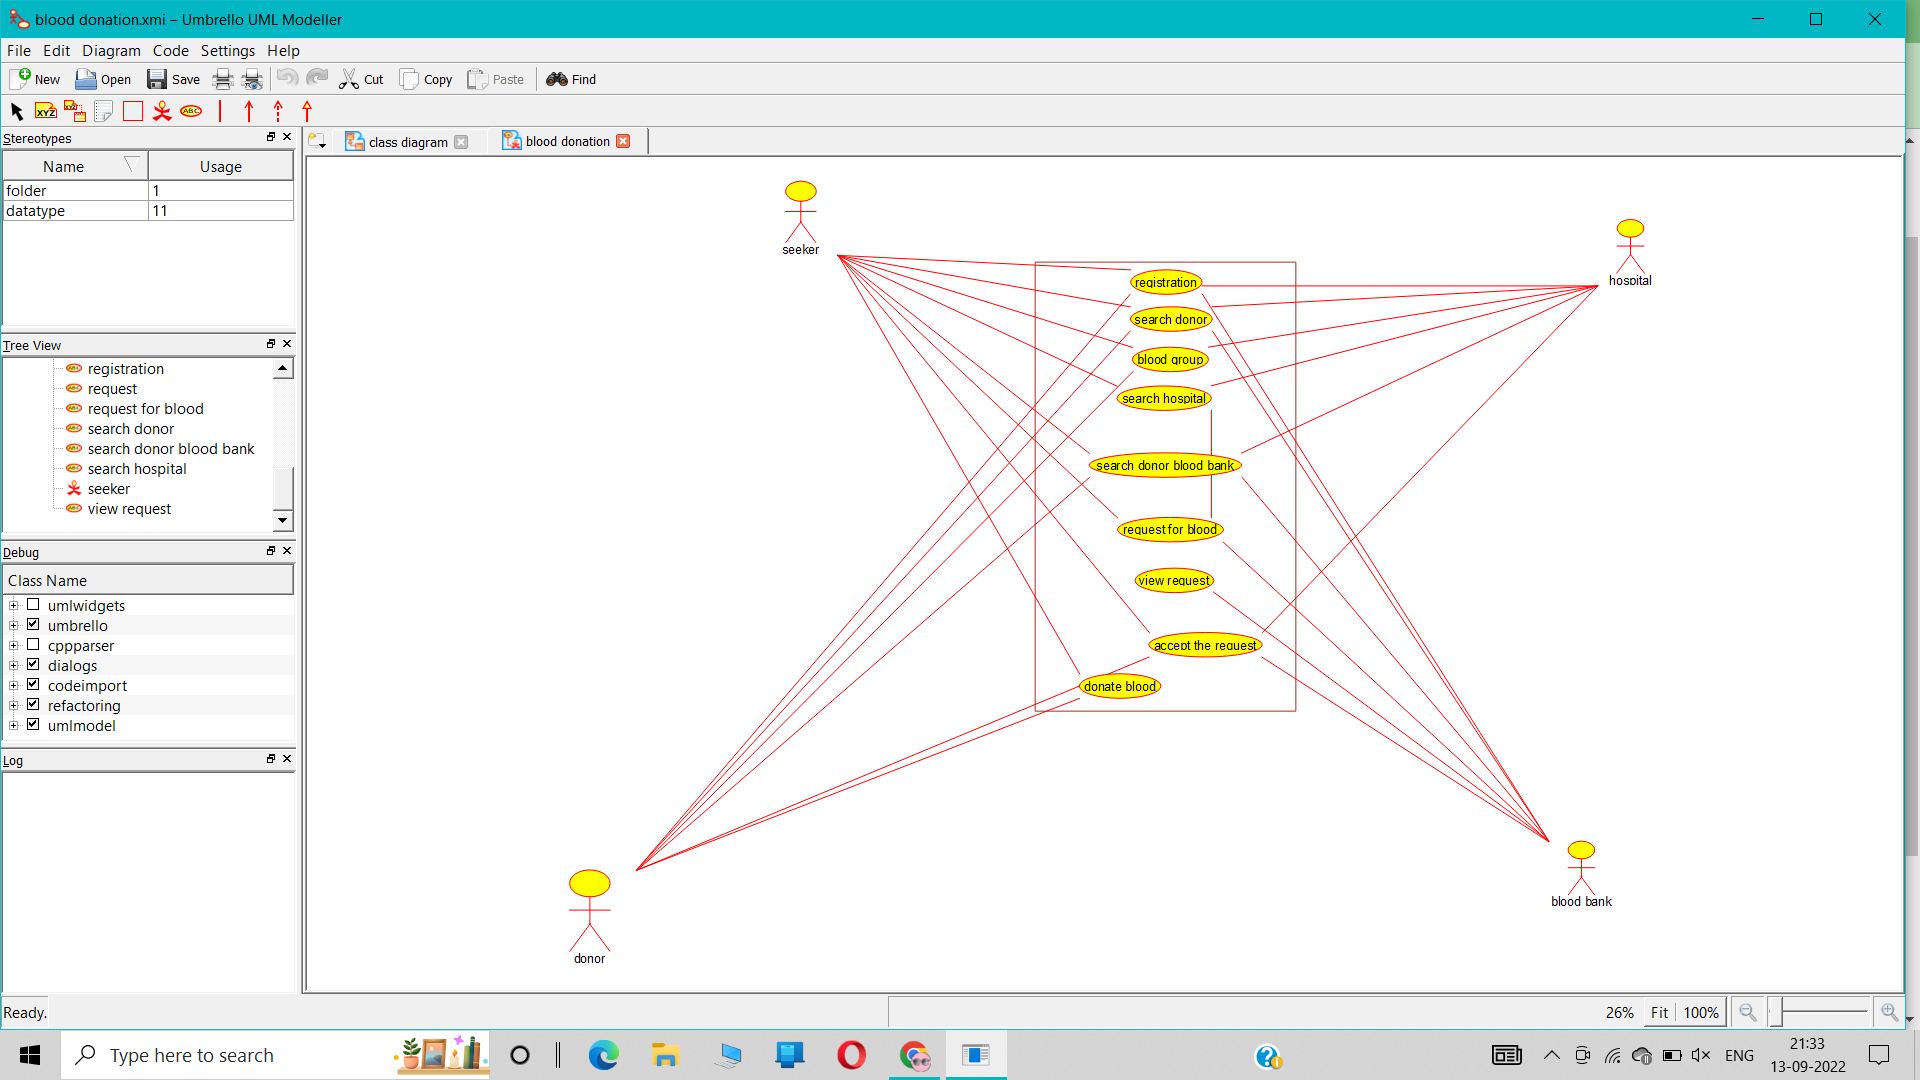 blood donation.xmi – Umbrello UML Modeller
File Edit Diagram Code Settings Help
New Open Save Cut Copy Paste Find
XYZ XYZ ABC
Stereotypes
Name Usage
folder 1
datatype 11
Tree View
registration
request
request for blood
search donor
search donor blood bank
search hospital
seeker
view request
Debug
Class Name
umlwidgets
umbrello
cppparser
dialogs
codeimport
refactoring
umlmodel
Log
class diagram
blood donation
seeker
hospital
registration
search donor
blood group
search hospital
search donor blood bank
request for blood
view request
accept the request
donate blood
donor
blood bank
Ready.
26% Fit 100%
Type here to search
ENG
21:33
13-09-2022